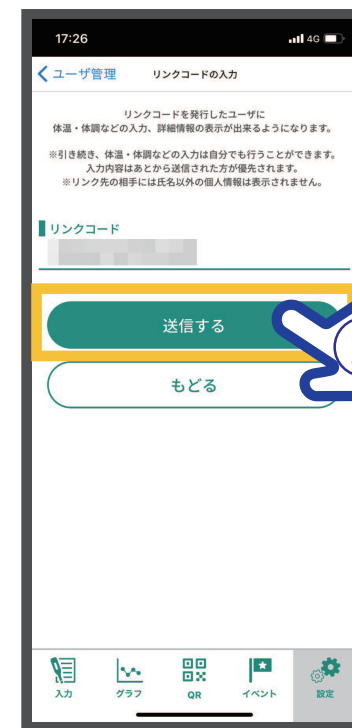 17:26
4G
ユーザ管理
リンクコードの入力
リンクコードを発行したユーザに
体温・体調などの入力、詳細情報の表示が出来るようになります。
※引き続き、体温・体調などの入力は自分でも行うことができます。
入力内容はあとから送信された方が優先されます。
※リンク先の相手には氏名以外の個人情報は表示されません。
リンクコード
送信する
もどる
入力
グラフ
QR
イベント
設定